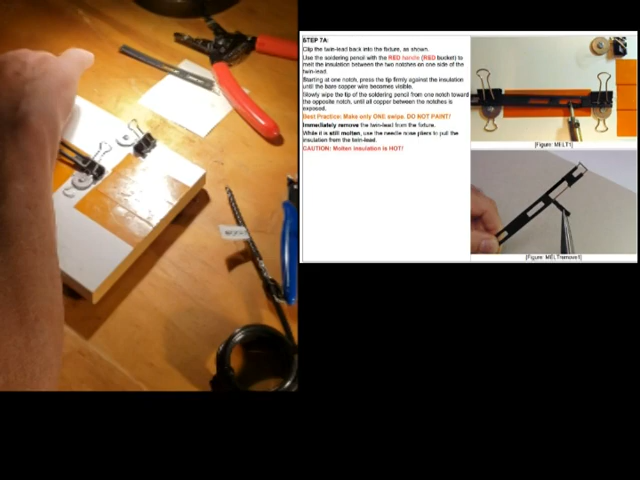 STEP 7A:
Clip the twin-lead back into the fixture, as shown.
Use the soldering pencil with the RED handle (RED bucket) to
melt the insulation between the two notches on one side of the
twin-lead.
Starting at one notch, press the tip firmly against the insulation
until the bare copper wire becomes visible.
Slowly wipe the tip of the soldering pencil from one notch toward
the opposite notch, until all copper between the notches is
exposed.
Best Practice: Make only ONE swipe. DO NOT PAINT!
Immediately remove the twin-lead from the fixture.
While it is still molten, use the needle nose pliers to pull the
insulation from the twin-lead.
CAUTION: Molten insulation is HOT!
[Figure: MELT1]
[Figure: MELTremove1]